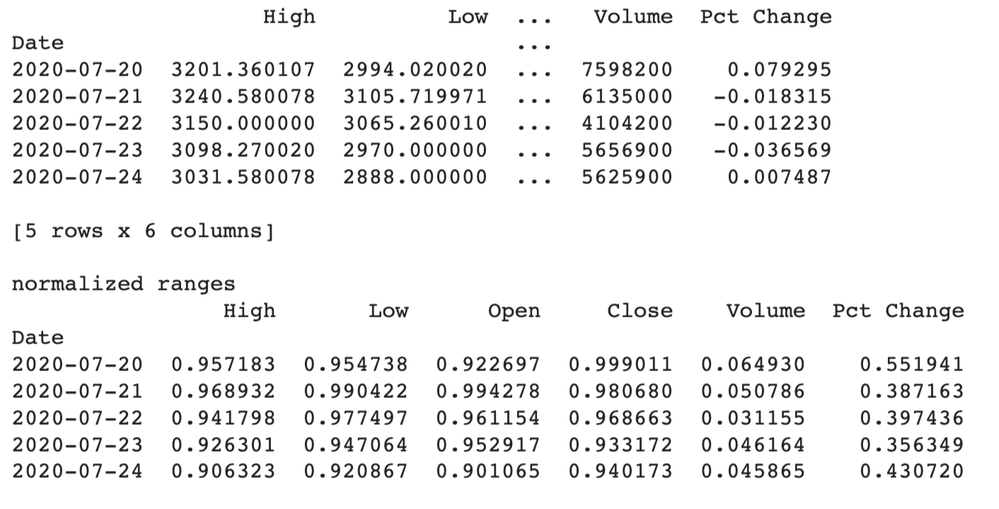 High Low ... Volume Pct Change
Date ...
2020-07-20 3201.360107 2994.020020 ... 7598200 0.079295
2020-07-21 3240.580078 3105.719971 ... 6135000 -0.018315
2020-07-22 3150.000000 3065.260010 ... 4104200 -0.012230
2020-07-23 3098.270020 2970.000000 ... 5656900 -0.036569
2020-07-24 3031.580078 2888.000000 ... 5625900 0.007487
[5 rows x 6 columns]
normalized ranges
High Low Open Close Volume Pct Change
Date
2020-07-20 0.957183 0.954738 0.922697 0.999011 0.064930 0.551941
2020-07-21 0.968932 0.990422 0.994278 0.980680 0.050786 0.387163
2020-07-22 0.941798 0.977497 0.961154 0.968663 0.031155 0.397436
2020-07-23 0.926301 0.947064 0.952917 0.933172 0.046164 0.356349
2020-07-24 0.906323 0.920867 0.901065 0.940173 0.045865 0.430720